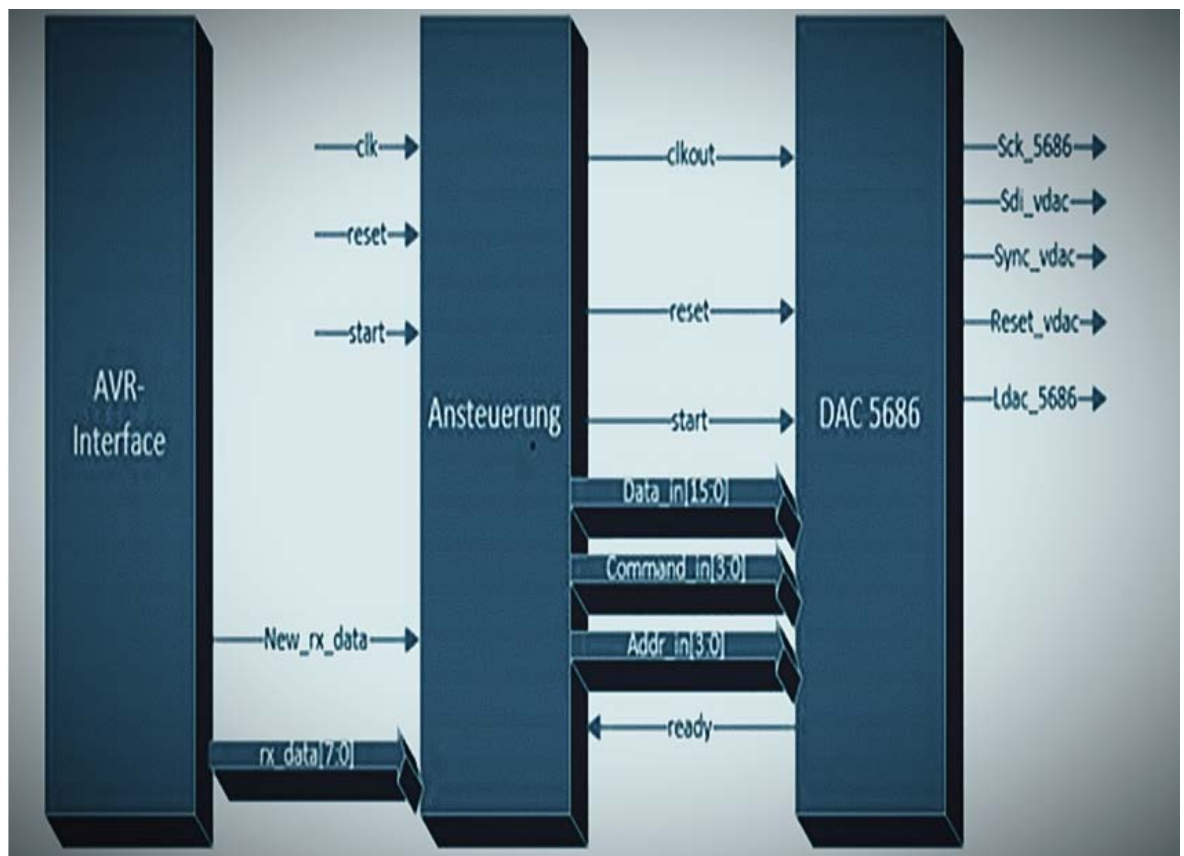 AVR-
Interface
clk
reset
start
New_rx_data
rx_data[7:0]
Ansteuerung
clkout
reset
start
Data_in[15:0]
Command_in[3:0]
Addr_in[3:0]
ready
DAC 5686
Sck_5686
Sdi_vdac
Sync_vdac
Reset_vdac
Ldac_5686